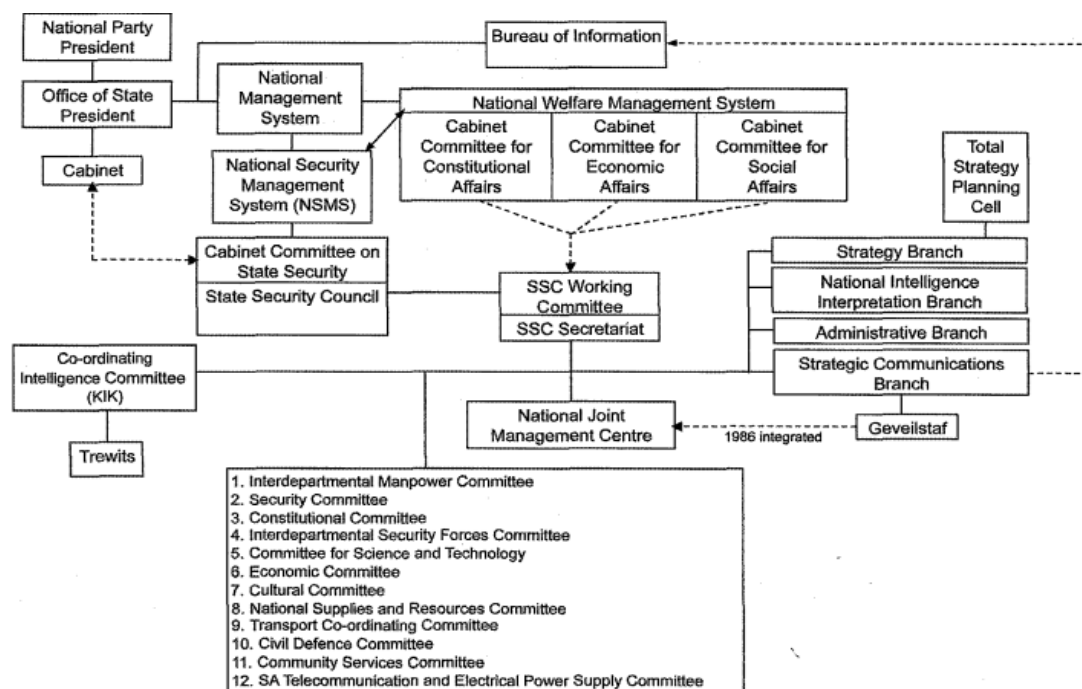 National Party
President
Bureau of Information
Office of State
President
National
Management
System
National Welfare Management System
Cabinet
Committee for
Constitutional
Affairs
Cabinet
Committee for
Economic
Affairs
Cabinet
Committee for
Social
Affairs
Total
Strategy
Planning
Cell
Cabinet
National Security
Management
System (NSMS)
Cabinet Committee on
State Security
State Security Council
SSC Working
Committee
SSC Secretariat
Strategy Branch
National Intelligence
Interpretation Branch
Administrative Branch
Strategic Communications
Branch
Co-ordinating
Intelligence Committee
(KIK)
Trewits
National Joint
Management Centre
1986 integrated
Geveilstaf
1. Interdepartmental Manpower Committee
2. Security Committee
3. Constitutional Committee
4. Interdepartmental Security Forces Committee
5. Committee for Science and Technology
6. Economic Committee
7. Cultural Committee
8. National Supplies and Resources Committee
9. Transport Co-ordinating Committee
10. Civil Defence Committee
11. Community Services Committee
12. SA Telecommunication and Electrical Power Supply Committee